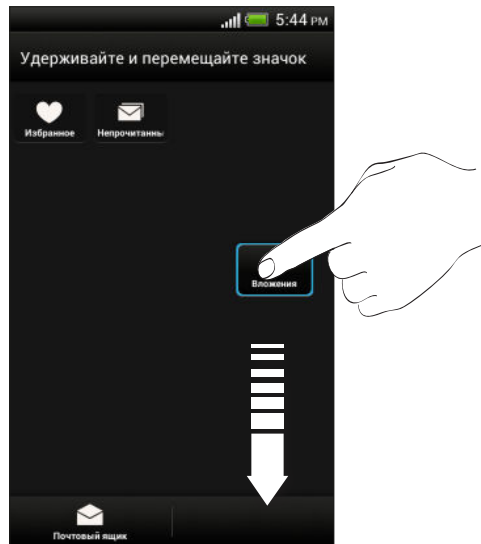 5:44 PM
Удерживайте и перемещайте значок
Избранное
Непрочитанны
Вложения
Почтовый ящик